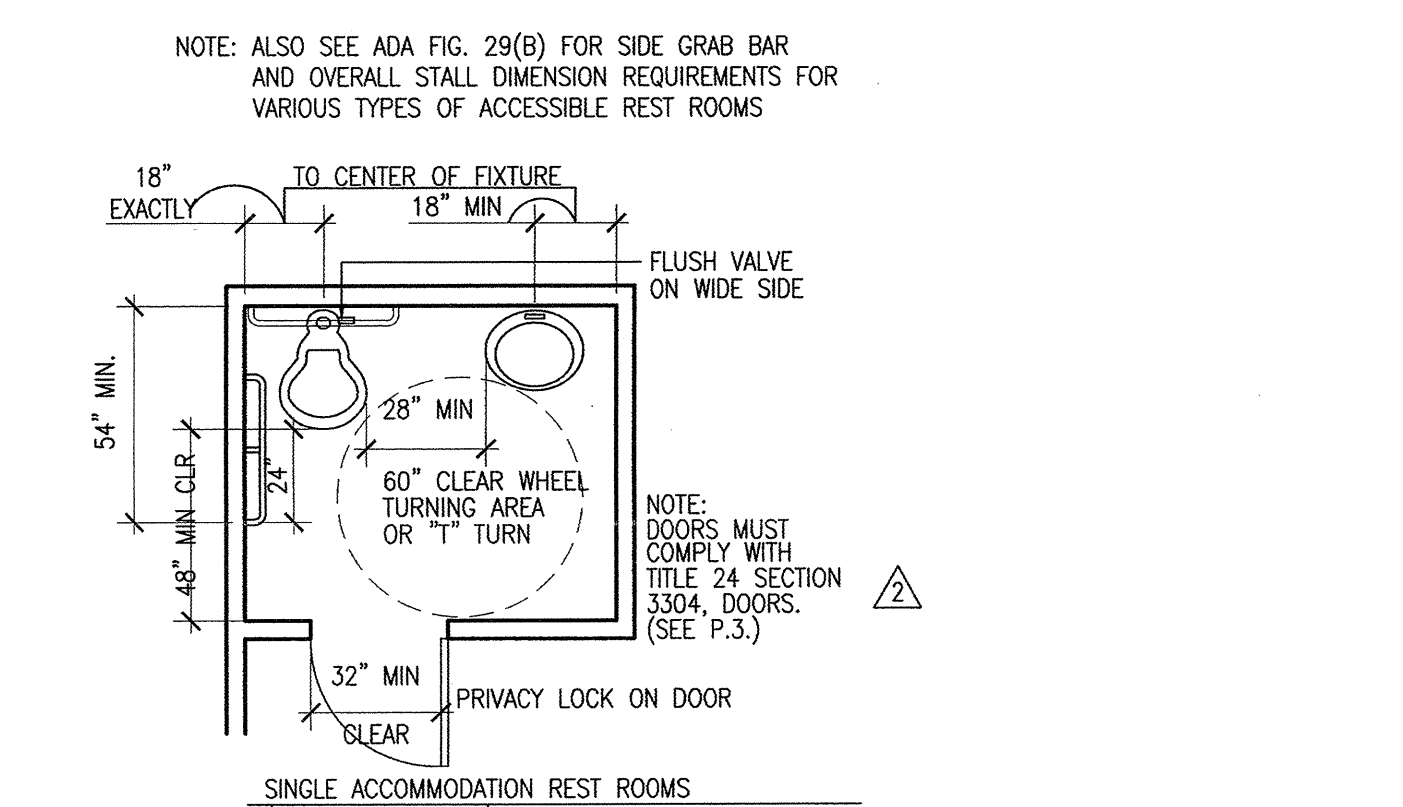 NOTE: ALSO SEE ADA FIG. 29(B) FOR SIDE GRAB BAR
AND OVERALL STALL DIMENSION REQUIREMENTS FOR
VARIOUS TYPES OF ACCESSIBLE REST ROOMS
18"
EXACTLY
TO CENTER OF FIXTURE
18" MIN
FLUSH VALVE
ON WIDE SIDE
54" MIN.
48" MIN CLR
24"
28" MIN
60" CLEAR WHEEL
TURNING AREA
OR "T" TURN
NOTE:
DOORS MUST
COMPLY WITH
TITLE 24 SECTION
3304, DOORS.
(SEE P.3.)
2
32" MIN
CLEAR
PRIVACY LOCK ON DOOR
SINGLE ACCOMMODATION REST ROOMS